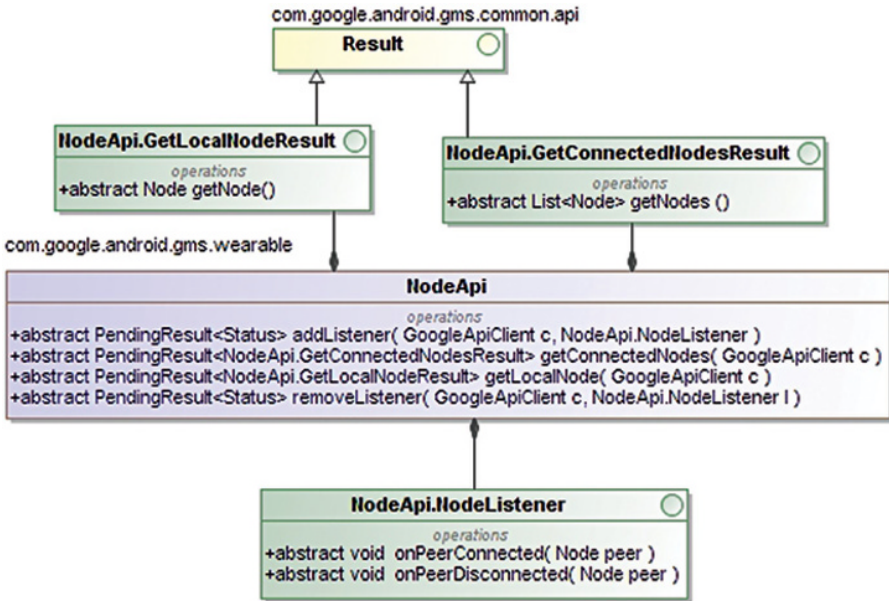 com.google.android.gms.common.api
Result
NodeApi.GetLocalNodeResult
operations
+abstract Node getNode()
NodeApi.GetConnectedNodesResult
operations
+abstract List<Node> getNodes ()
com.google.android.gms.wearable
NodeApi
operations
+abstract PendingResult<Status> addListener( GoogleApiClient c, NodeApi.NodeListener )
+abstract PendingResult<NodeApi.GetConnectedNodesResult> getConnectedNodes( GoogleApiClient c )
+abstract PendingResult<NodeApi.GetLocalNodeResult> getLocalNode( GoogleApiClient c )
+abstract PendingResult<Status> removeListener( GoogleApiClient c, NodeApi.NodeListener l )
NodeApi.NodeListener
operations
+abstract void onPeerConnected( Node peer )
+abstract void onPeerDisconnected( Node peer )